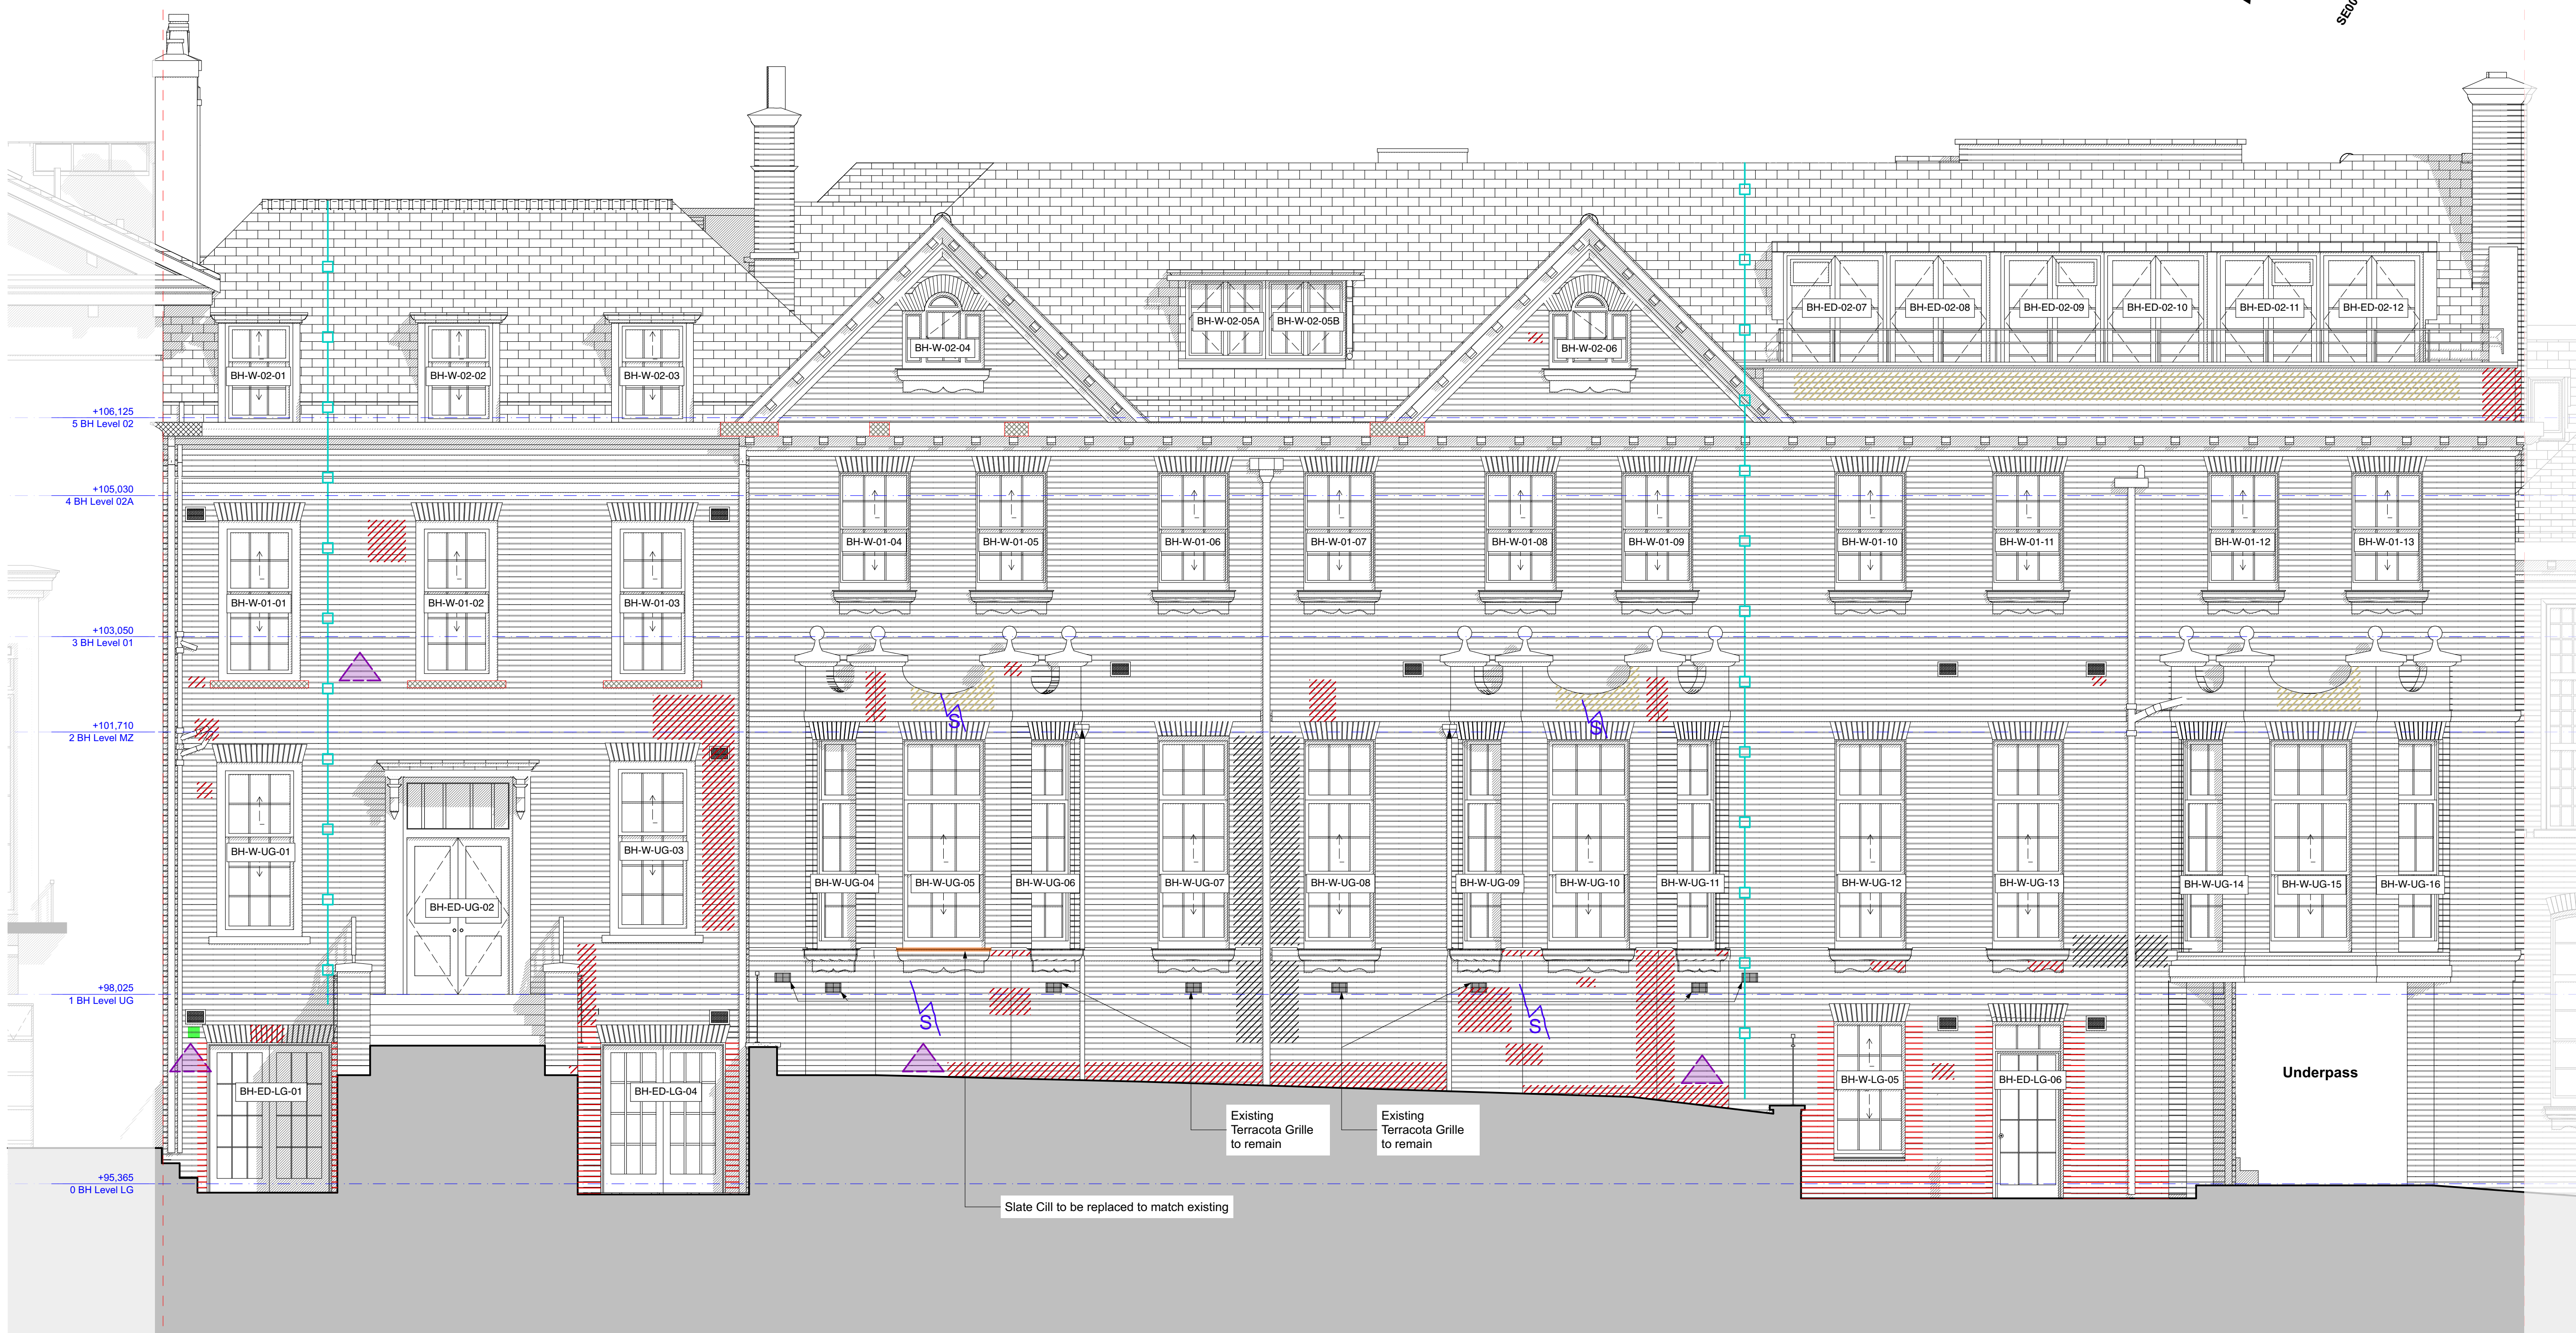 SE00
BH-ED-02-07
BH-ED-02-08
BH-ED-02-09
BH-ED-02-10
BH-ED-02-11
BH-ED-02-12
BH-W-02-05A
BH-W-02-05B
BH-W-02-04
BH-W-02-06
BH-W-02-01
BH-W-02-02
BH-W-02-03
+106,125
5 BH Level 02
+105,030
4 BH Level 02A
BH-W-01-04
BH-W-01-05
BH-W-01-06
BH-W-01-07
BH-W-01-08
BH-W-01-09
BH-W-01-10
BH-W-01-11
BH-W-01-12
BH-W-01-13
BH-W-01-01
BH-W-01-02
BH-W-01-03
+103,050
3 BH Level 01
S
S
+101,710
2 BH Level MZ
BH-W-UG-01
BH-W-UG-03
BH-ED-UG-02
BH-W-UG-04
BH-W-UG-05
BH-W-UG-06
BH-W-UG-07
BH-W-UG-08
BH-W-UG-09
BH-W-UG-10
BH-W-UG-11
BH-W-UG-12
BH-W-UG-13
BH-W-UG-14
BH-W-UG-15
BH-W-UG-16
+98,025
1 BH Level UG
S
S
BH-ED-LG-01
BH-ED-LG-04
BH-W-LG-05
BH-ED-LG-06
Underpass
Existing
Terracota Grille
to remain
Existing
Terracota Grille
to remain
+95,365
0 BH Level LG
Slate Cill to be replaced to match existing